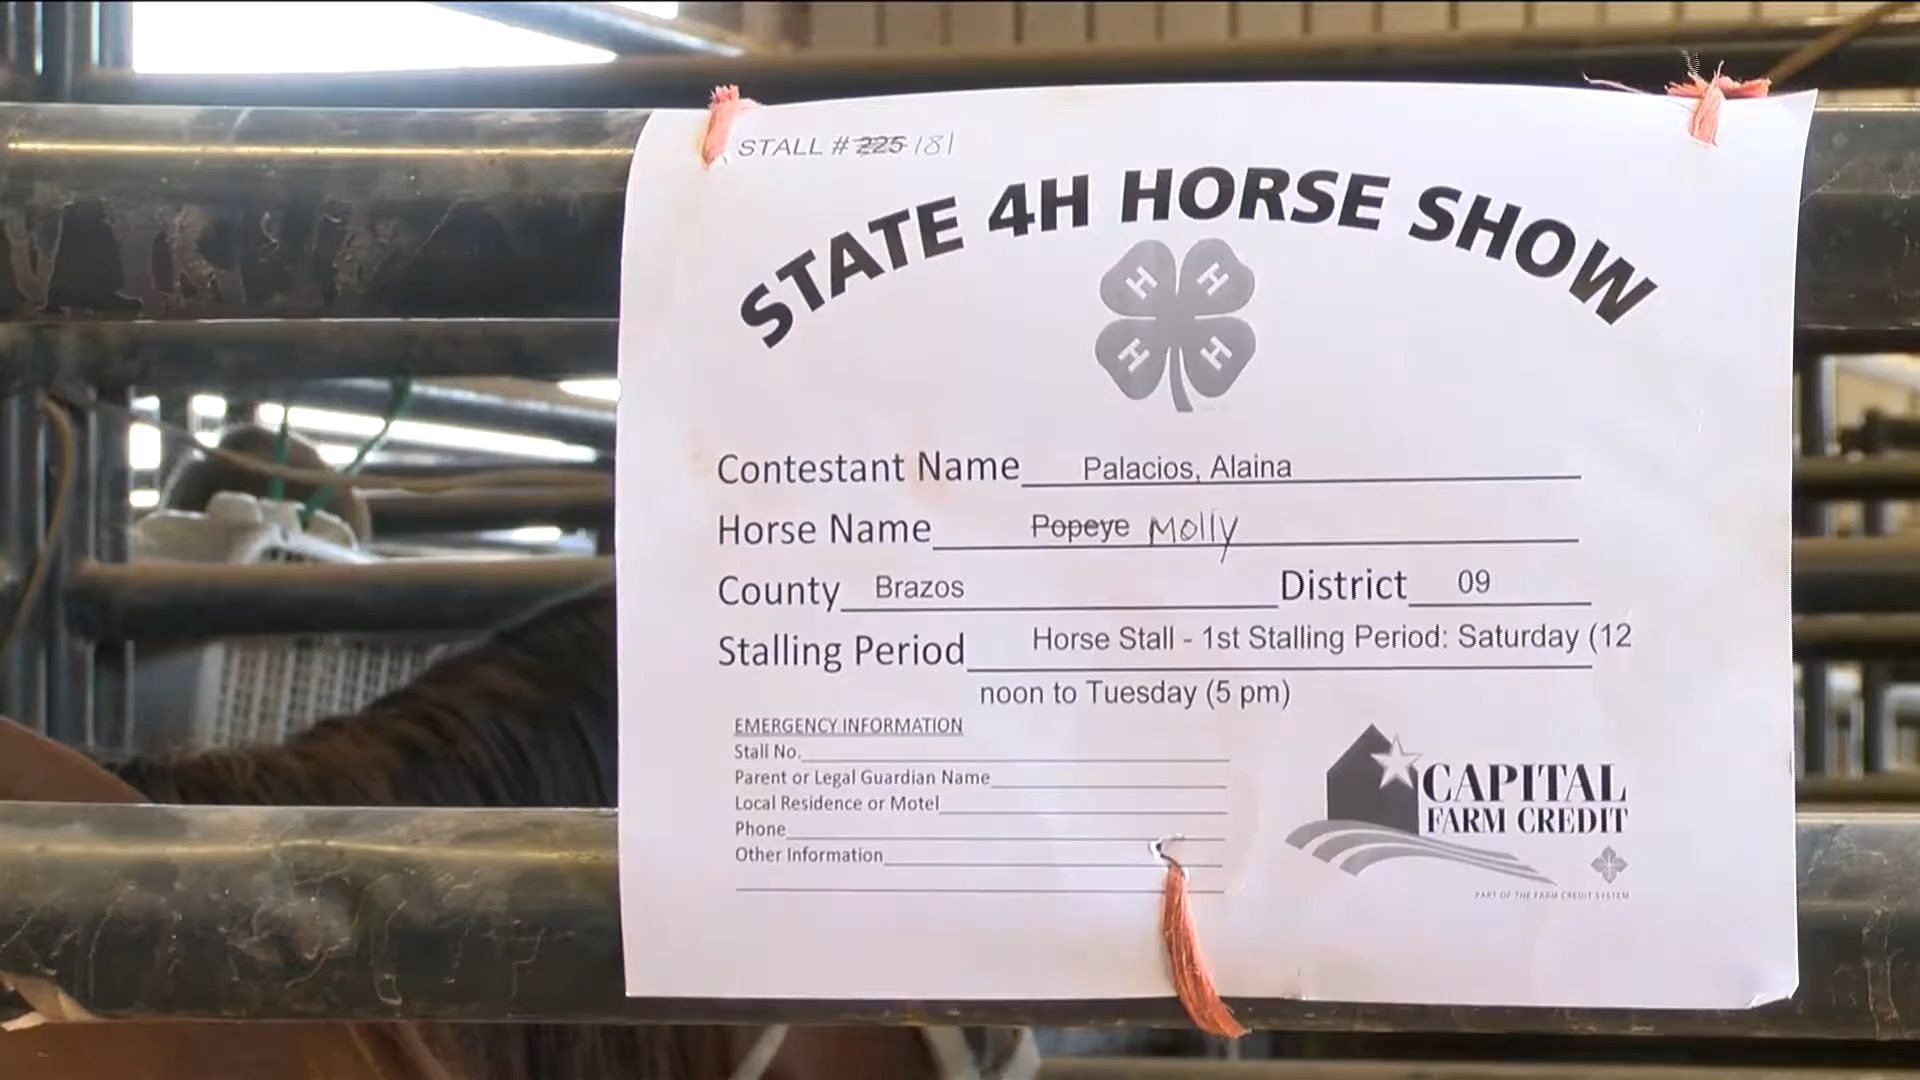 STALL # 225 181
STATE 4H HORSE SHOW
H H
H H
Contestant Name Palacios, Alaina
Horse Name Popeye Molly
County Brazos District 09
Stalling Period Horse Stall - 1st Stalling Period: Saturday (12
noon to Tuesday (5 pm)
EMERGENCY INFORMATION
Stall No.
Parent or Legal Guardian Name
Local Residence or Motel
Phone
Other Information
CAPITAL
FARM CREDIT
PART OF THE FARM CREDIT SYSTEM